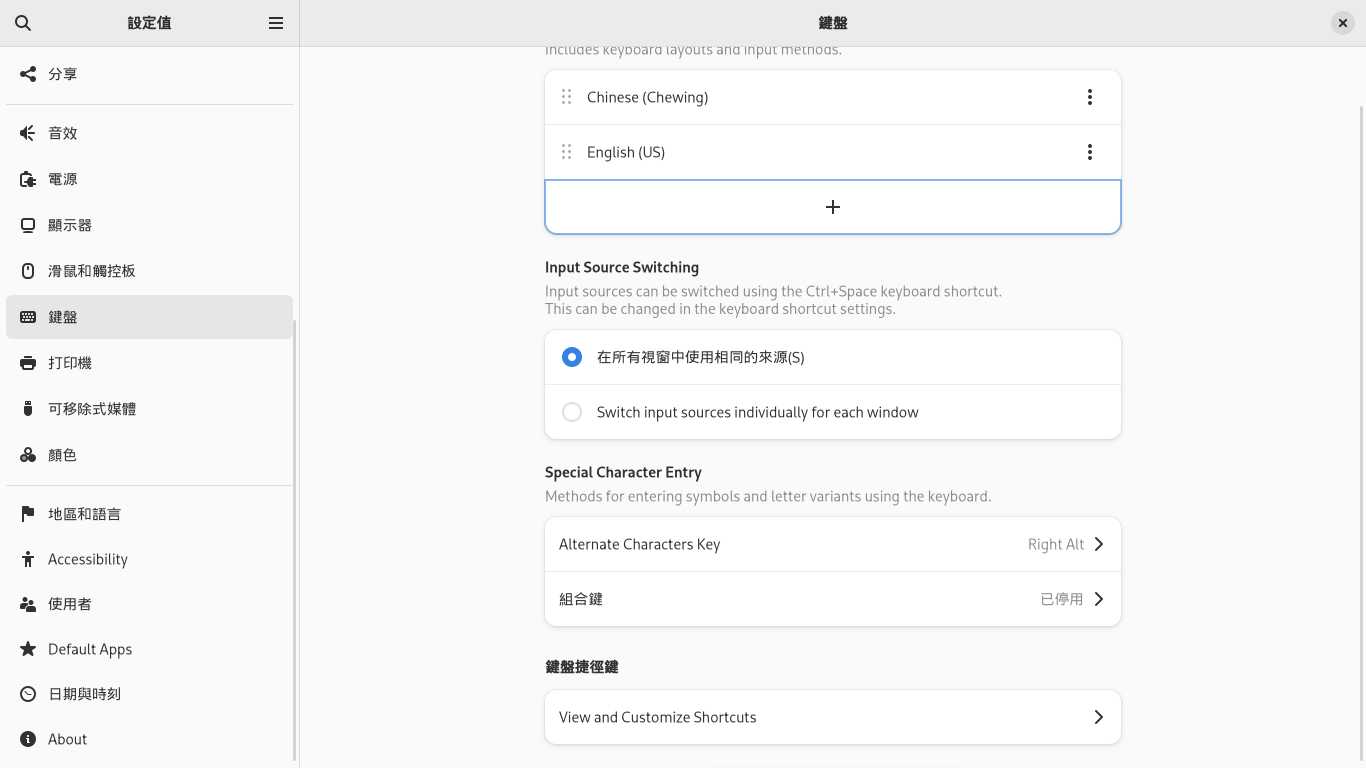 設定值
鍵盤
分享
音效
電源
顯示器
滑鼠和觸控板
鍵盤
打印機
可移除式媒體
顏色
地區和語言
Accessibility
使用者
Default Apps
日期與時刻
About
Includes keyboard layouts and input methods.
Chinese (Chewing)
English (US)
Input Source Switching
Input sources can be switched using the Ctrl+Space keyboard shortcut.
This can be changed in the keyboard shortcut settings.
在所有視窗中使用相同的來源(S)
Switch input sources individually for each window
Special Character Entry
Methods for entering symbols and letter variants using the keyboard.
Alternate Characters Key
Right Alt
組合鍵
已停用
鍵盤捷徑鍵
View and Customize Shortcuts